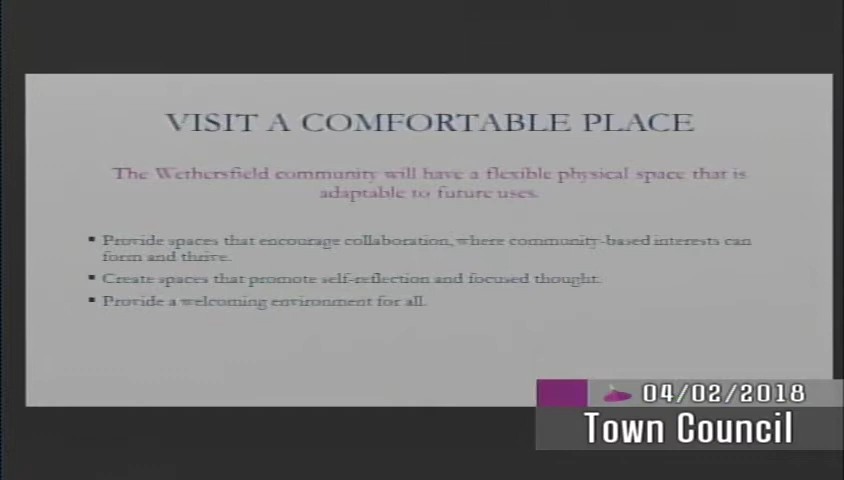 VISIT A COMFORTABLE PLACE
The Wethersfield community will have a flexible physical space that is
adaptable to future uses.
▪ Provide spaces that encourage collaboration, where community-based interests can
form and thrive.
▪ Create spaces that promote self-reflection and focused thought.
▪ Provide a welcoming environment for all.
04/02/2018
Town Council